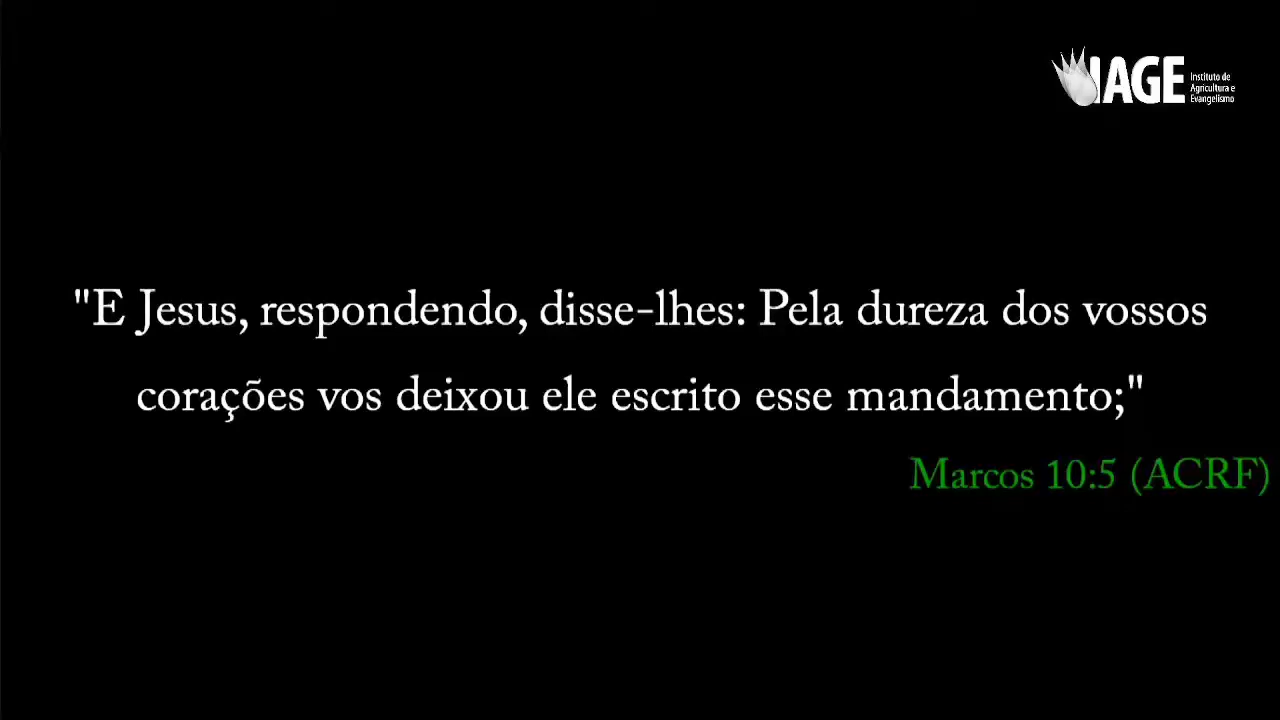 IAGE
Instituto de
Agricultura e
Evangelismo
"E Jesus, respondendo, disse-lhes: Pela dureza dos vossos
corações vos deixou ele escrito esse mandamento;"
Marcos 10:5 (ACRF)